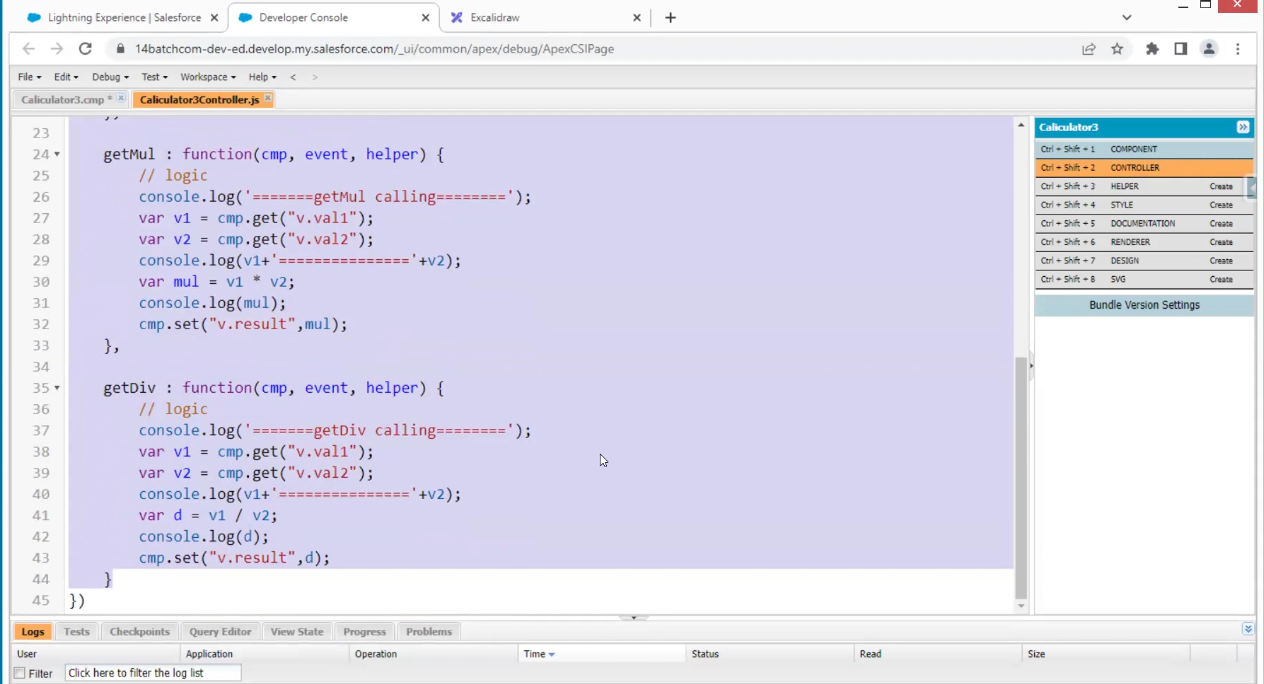 Lightning Experience | Salesforce
Developer Console
Excalidraw
14batchcom-dev-ed.develop.my.salesforce.com/_ui/common/apex/debug/ApexCSIPage
File Edit Debug Test Workspace Help < >
Caliculator3.cmp * Caliculator3Controller.js
23
24 getMul : function(cmp, event, helper) {
25 // logic
26 console.log('=======getMul calling========');
27 var v1 = cmp.get("v.val1");
28 var v2 = cmp.get("v.val2");
29 console.log(v1+'==============='+v2);
30 var mul = v1 * v2;
31 console.log(mul);
32 cmp.set("v.result",mul);
33 },
34
35 getDiv : function(cmp, event, helper) {
36 // logic
37 console.log('=======getDiv calling========');
38 var v1 = cmp.get("v.val1");
39 var v2 = cmp.get("v.val2");
40 console.log(v1+'==============='+v2);
41 var d = v1 / v2;
42 console.log(d);
43 cmp.set("v.result",d);
44 }
45 })
Caliculator3
Ctrl + Shift + 1 COMPONENT
Ctrl + Shift + 2 CONTROLLER
Ctrl + Shift + 3 HELPER Create
Ctrl + Shift + 4 STYLE Create
Ctrl + Shift + 5 DOCUMENTATION Create
Ctrl + Shift + 6 RENDERER Create
Ctrl + Shift + 7 DESIGN Create
Ctrl + Shift + 8 SVG Create
Bundle Version Settings
Logs Tests Checkpoints Query Editor View State Progress Problems
User Application Operation Time Status Read Size
Filter Click here to filter the log list